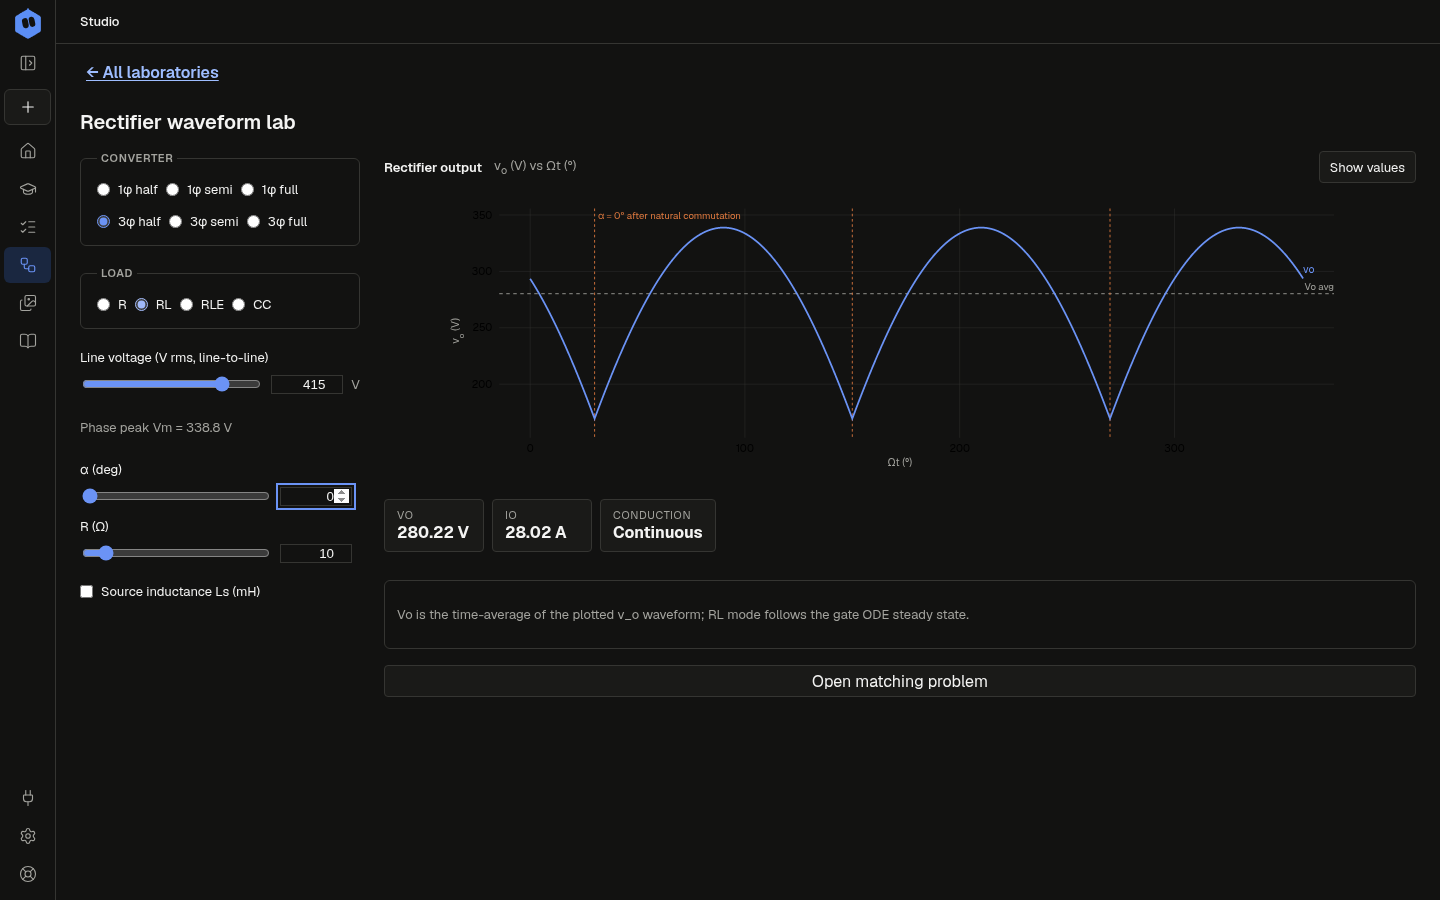 Studio
← All laboratories
Rectifier waveform lab
CONVERTER
1φ half 1φ semi 1φ full
3φ half 3φ semi 3φ full
LOAD
R RL RLE CC
Line voltage (V rms, line-to-line)
415 V
Phase peak Vm = 338.8 V
α (deg)
0
R (Ω)
10
Source inductance Ls (mH)
Rectifier output v_o (V) vs Ωt (°)
Show values
α = 0° after natural commutation
350
300
250
200
v_o (V)
0 100 200 300
Ωt (°)
vo
Vo avg
VO
280.22 V
IO
28.02 A
CONDUCTION
Continuous
Vo is the time-average of the plotted v_o waveform; RL mode follows the gate ODE steady state.
Open matching problem